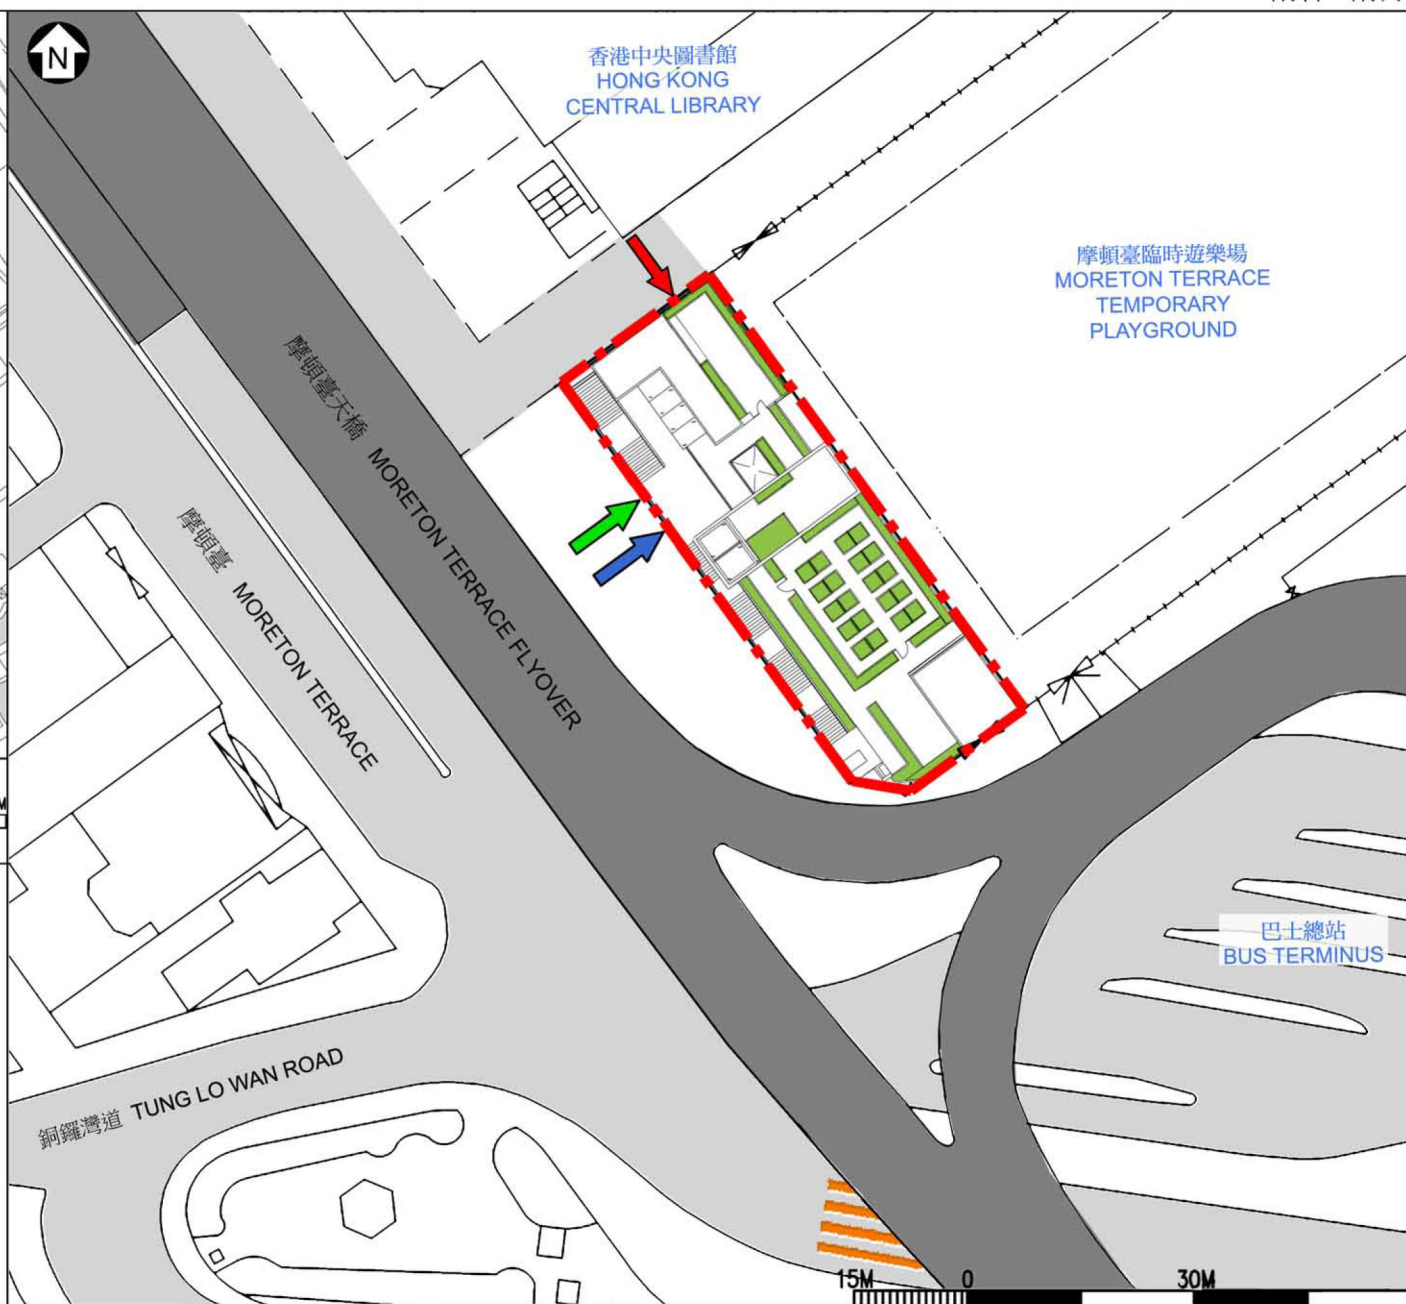 N
香港中央圖書館
HONG KONG
CENTRAL LIBRARY
摩頓臺臨時遊樂場
MORETON TERRACE
TEMPORARY
PLAYGROUND
摩頓臺天橋 MORETON TERRACE FLYOVER
摩頓臺 MORETON TERRACE
巴士總站
BUS TERMINUS
銅鑼灣道 TUNG LO WAN ROAD
15M 0 30M